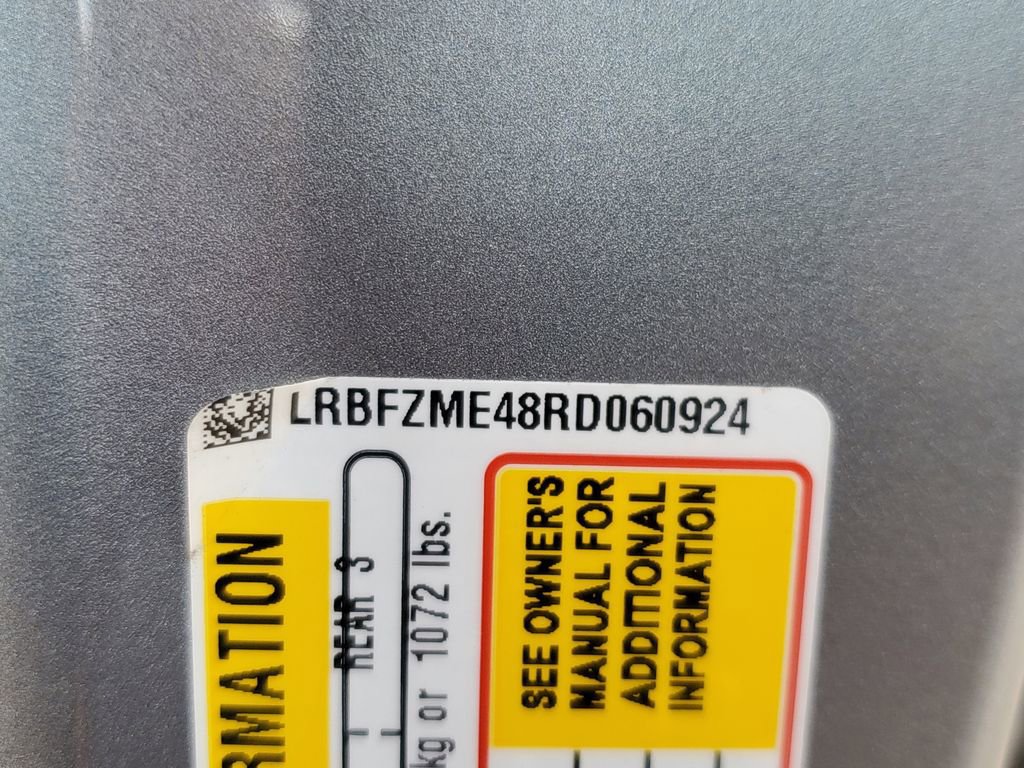 LRBFZME48RD060924
RMATION
REAR 3
kg or 1072 lbs.
SEE OWNER'S
MANUAL FOR
ADDITIONAL
INFORMATION